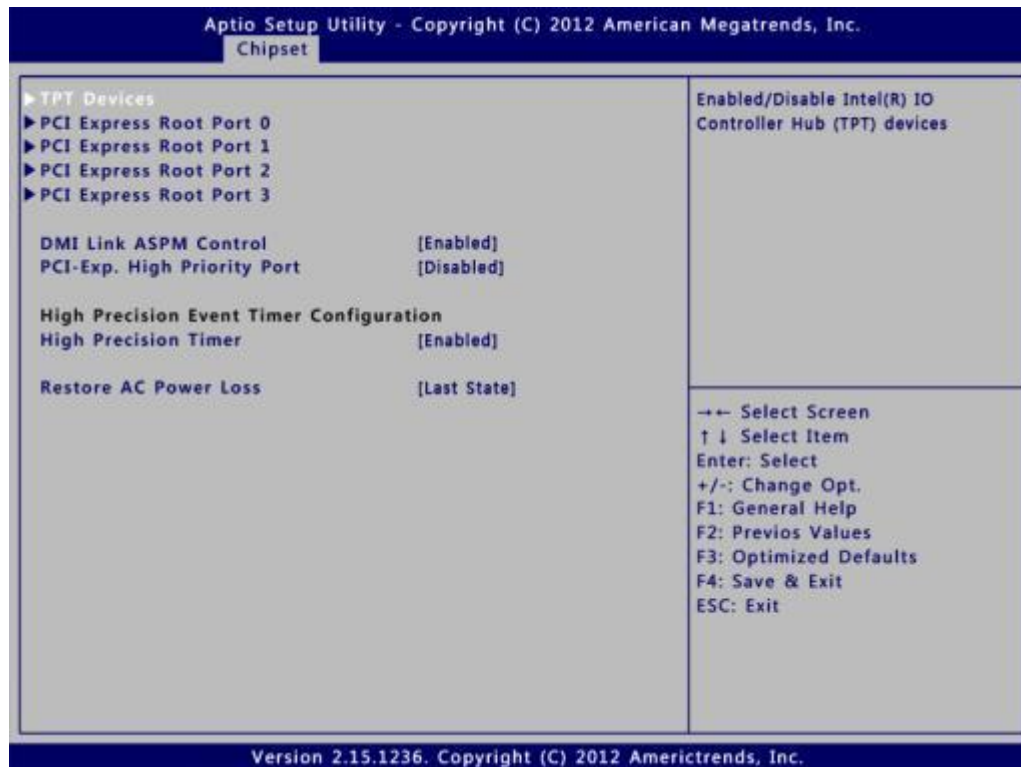 Aptio Setup Utility - Copyright (C) 2012 American Megatrends, Inc.
Chipset
▶TPT Devices
▶PCI Express Root Port 0
▶PCI Express Root Port 1
▶PCI Express Root Port 2
▶PCI Express Root Port 3
DMI Link ASPM Control [Enabled]
PCI-Exp. High Priority Port [Disabled]
High Precision Event Timer Configuration
High Precision Timer [Enabled]
Restore AC Power Loss [Last State]
Enabled/Disable Intel(R) IO
Controller Hub (TPT) devices
→← Select Screen
↑↓ Select Item
Enter: Select
+/-: Change Opt.
F1: General Help
F2: Previos Values
F3: Optimized Defaults
F4: Save & Exit
ESC: Exit
Version 2.15.1236. Copyright (C) 2012 Americtrends, Inc.